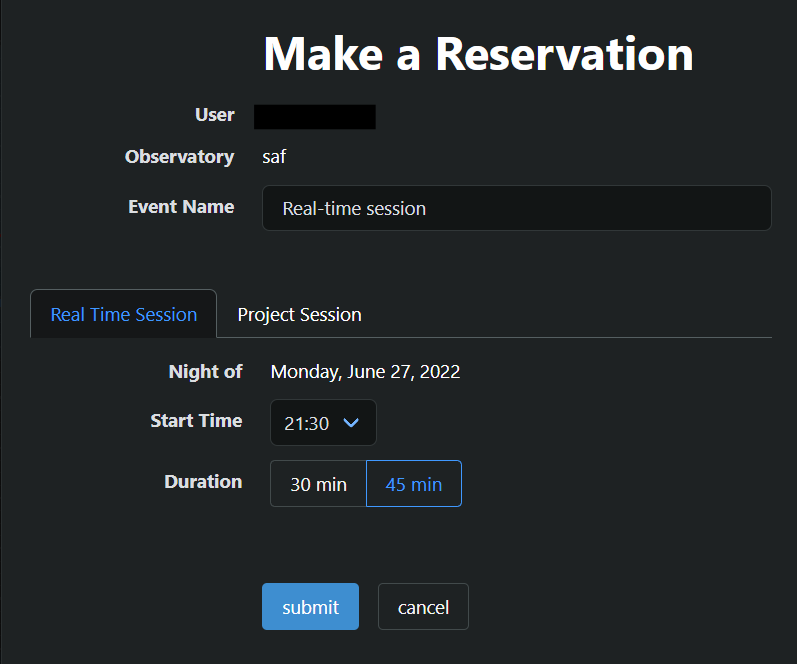 Make a Reservation
User
Observatory saf
Event Name Real-time session
Real Time Session Project Session
Night of Monday, June 27, 2022
Start Time 21:30
Duration 30 min 45 min
submit cancel